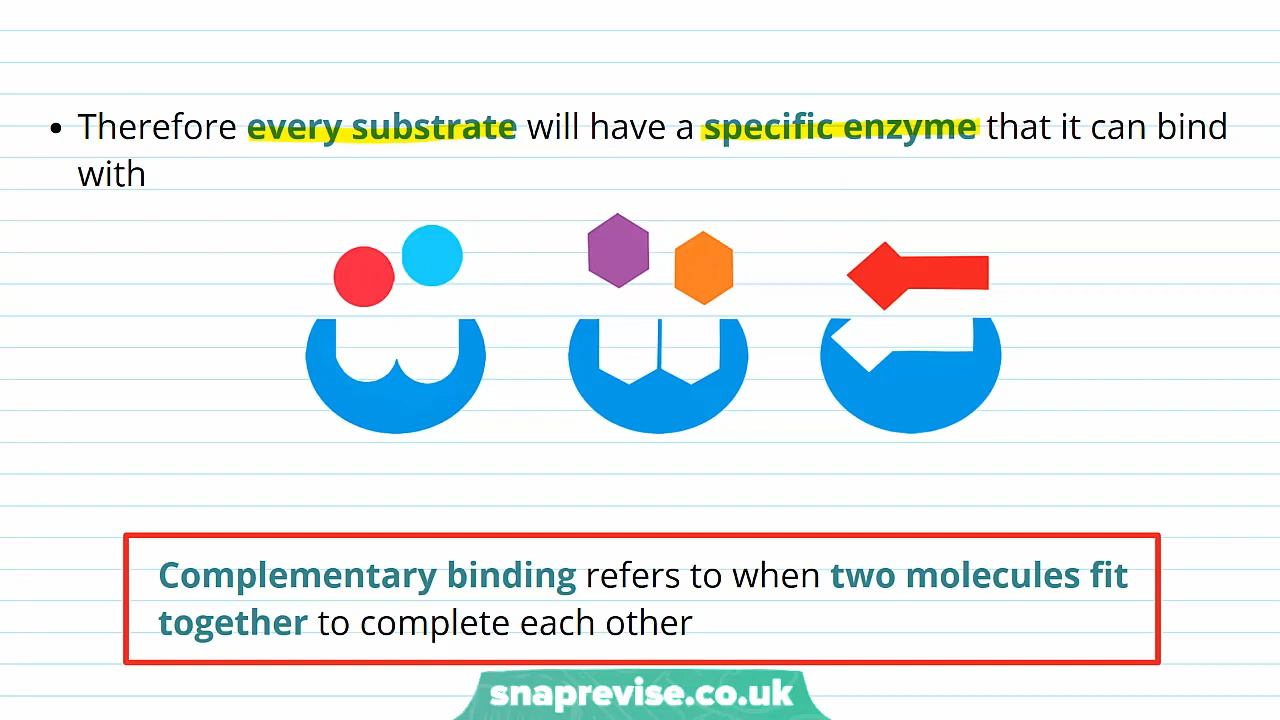 • Therefore every substrate will have a specific enzyme that it can bind
with
Complementary binding refers to when two molecules fit
together to complete each other
snaprevise.co.uk